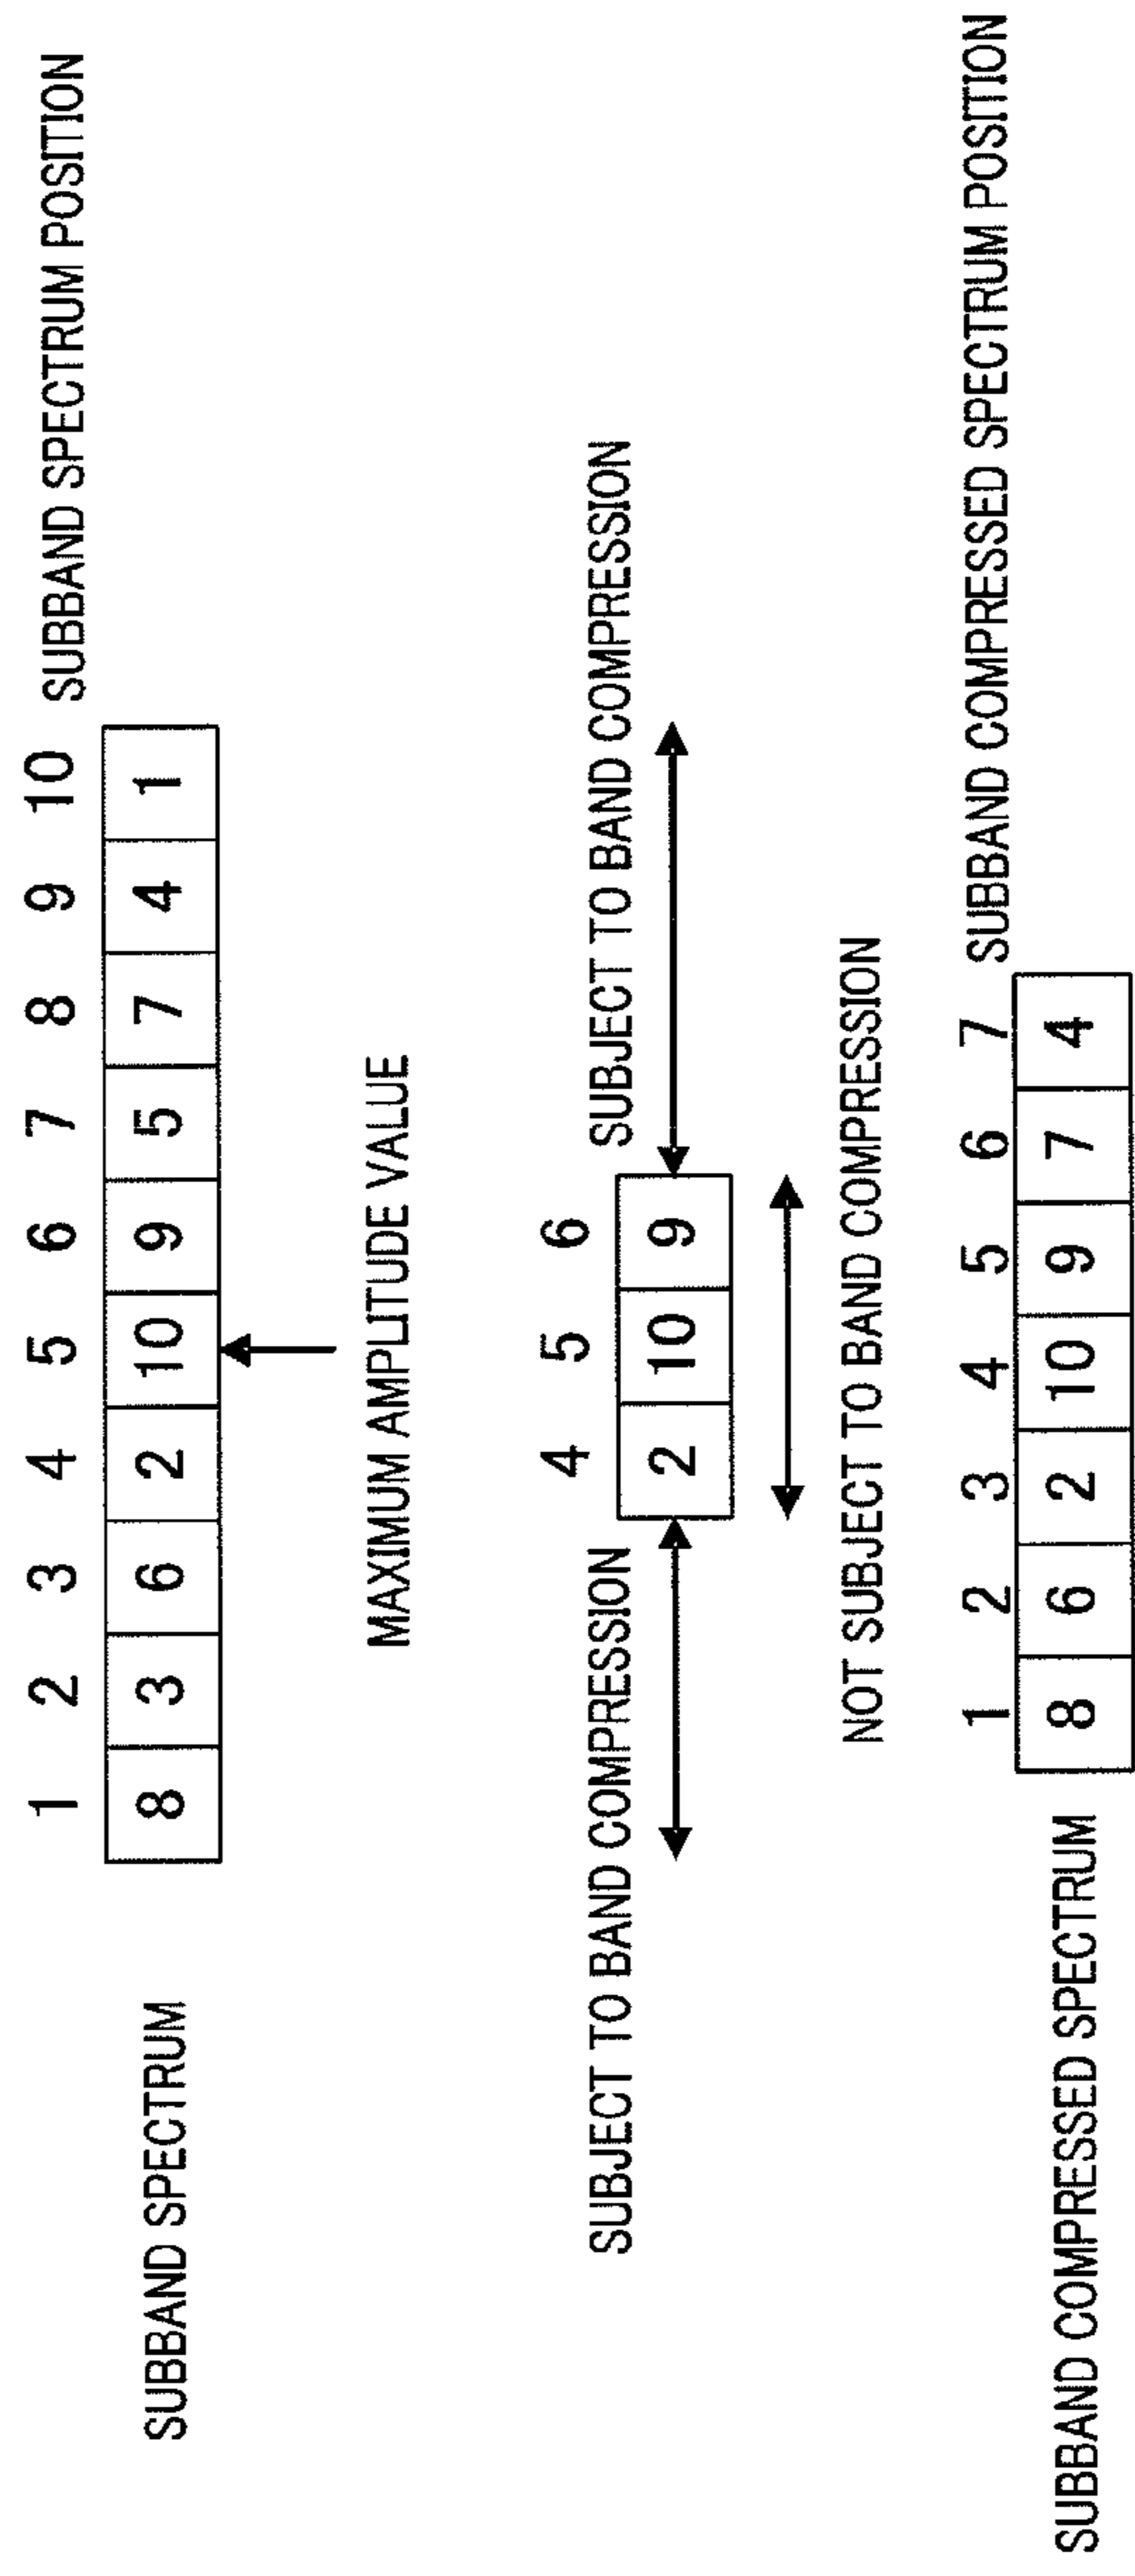 1 2 3 4 5 6 7 8 9 10 SUBBAND SPECTRUM POSITION
SUBBAND SPECTRUM 8 3 6 2 10 9 5 7 4 1
MAXIMUM AMPLITUDE VALUE
4 5 6
SUBJECT TO BAND COMPRESSION 2 10 9 SUBJECT TO BAND COMPRESSION
NOT SUBJECT TO BAND COMPRESSION
1 2 3 4 5 6 7 SUBBAND COMPRESSED SPECTRUM POSITION
SUBBAND COMPRESSED SPECTRUM 8 6 2 10 9 7 4